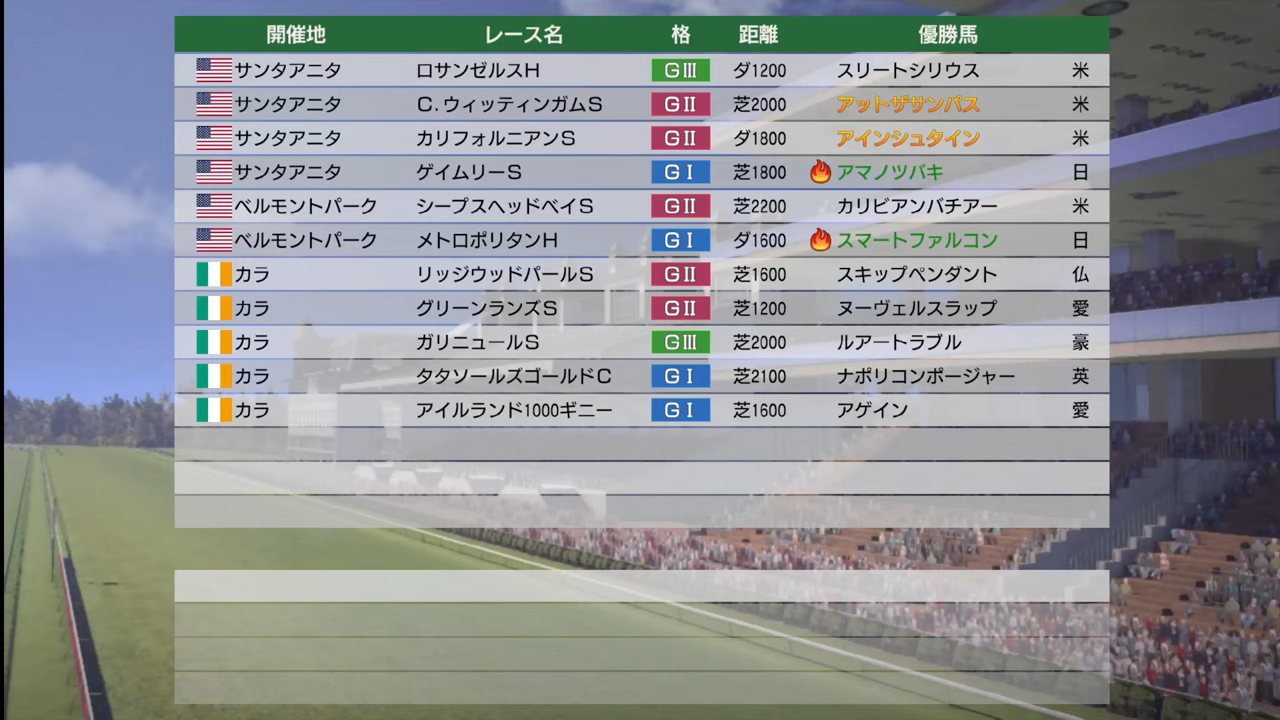 開催地 レース名 格 距離 優勝馬
サンタアニタ ロサンゼルスH GⅢ ダ1200 スリートシリウス 米
サンタアニタ C.ウィッティンガムS GⅡ 芝2000 アットザサンパス 米
サンタアニタ カリフォルニアンS GⅡ ダ1800 アインシュタイン 米
サンタアニタ ゲイムリーS GⅠ 芝1800 アマノツバキ 日
ベルモントパーク シープスヘッドベイS GⅡ 芝2200 カリビアンバチアー 米
ベルモントパーク メトロポリタンH GⅠ ダ1600 スマートファルコン 日
カラ リッジウッドパールS GⅡ 芝1600 スキップペンダント 仏
カラ グリーンランズS GⅡ 芝1200 ヌーヴェルスラップ 愛
カラ ガリニュールS GⅢ 芝2000 ルアートラブル 豪
カラ タタソールズゴールドC GⅠ 芝2100 ナポリコンポージャー 英
カラ アイルランド1000ギニー GⅠ 芝1600 アゲイン 愛